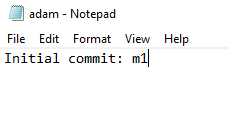 adam - Notepad
File Edit Format View Help
Initial commit: m1